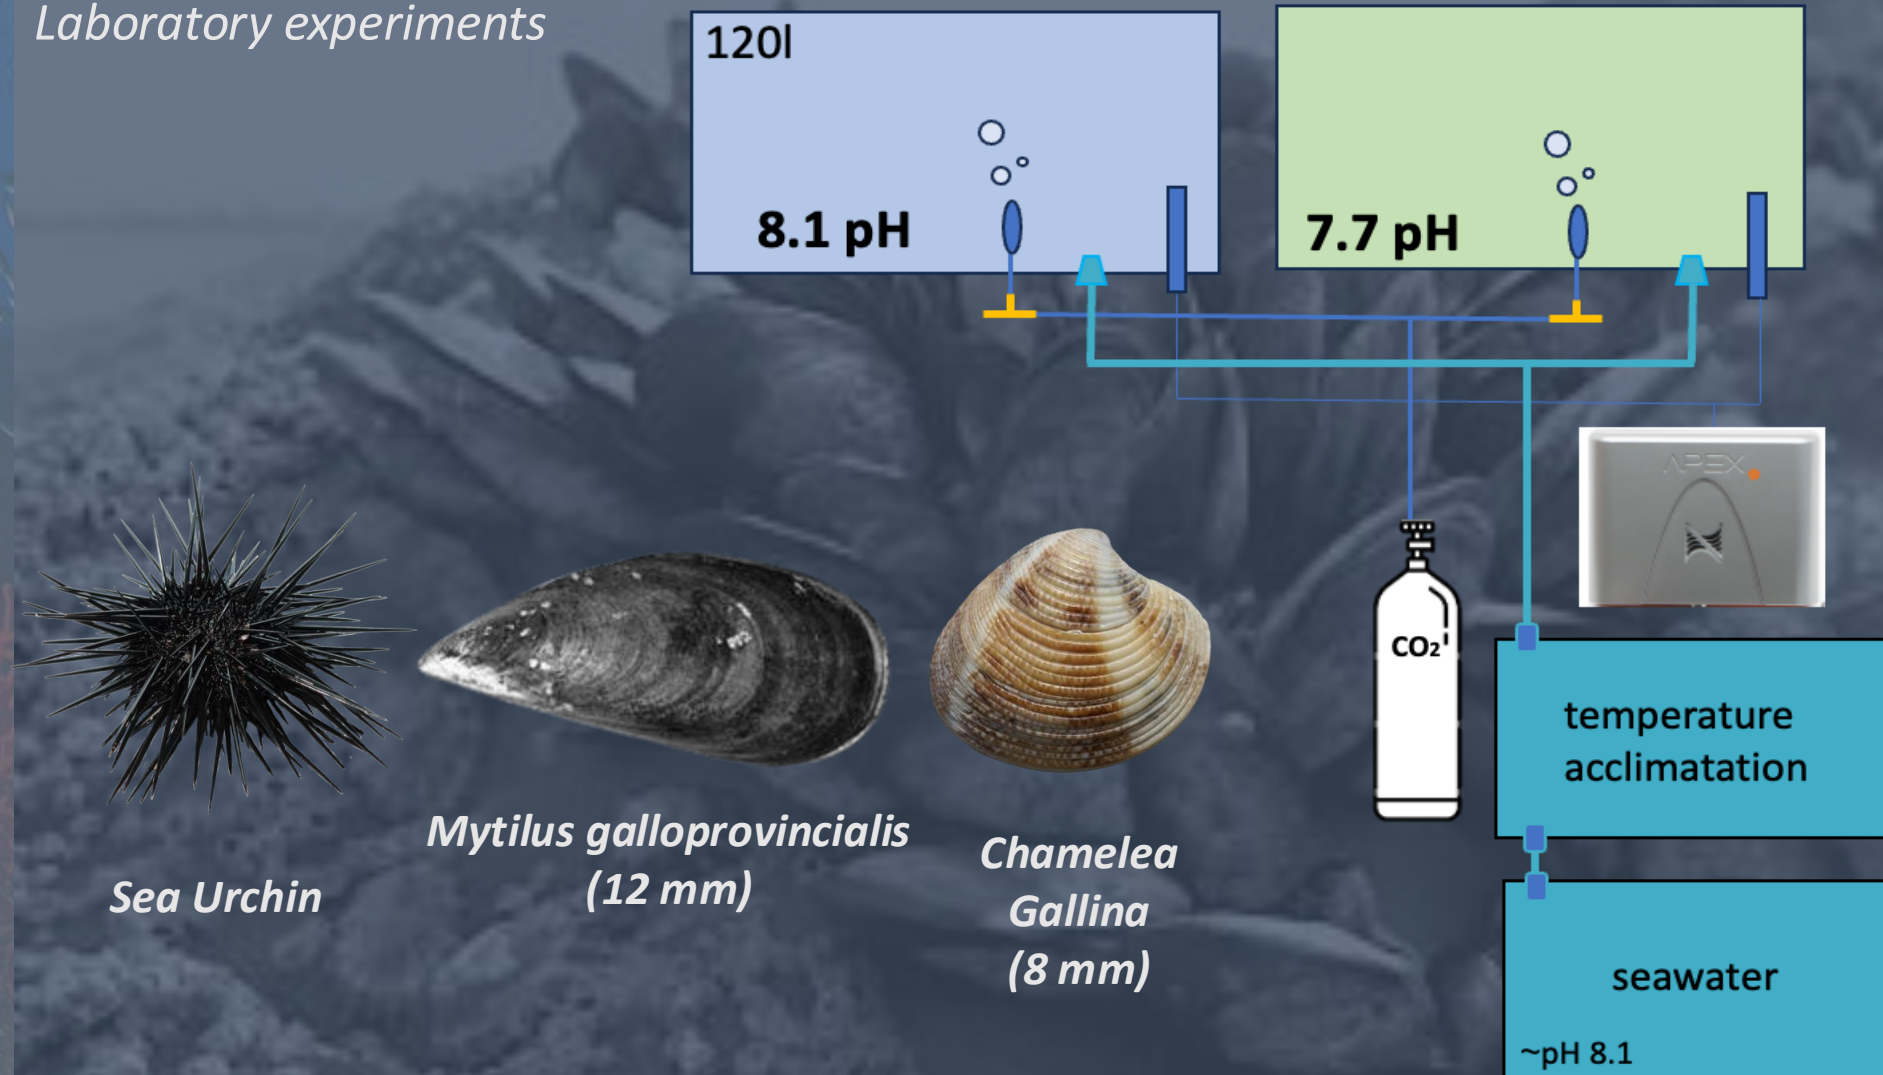 Laboratory experiments
120l
8.1 pH
7.7 pH
APEX
CO₂
temperature
acclimatation
seawater
~pH 8.1
Sea Urchin
Mytilus galloprovincialis
(12 mm)
Chamelea
Gallina
(8 mm)